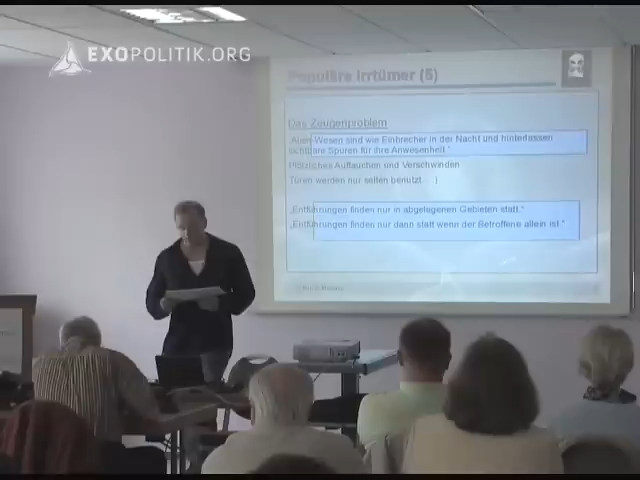 EXOPOLITIK.ORG
Populäre Irrtümer (5)
Das Zeugenproblem
„Alien-Wesen sind wie Einbrecher in der Nacht und hinterlassen
sichtbare Spuren für ihre Anwesenheit."
Plötzliches Auftauchen und Verschwinden
Türen werden nur selten benutzt. )
„Entführungen finden nur in abgelegenen Gebieten statt."
„Entführungen finden nur dann statt wenn der Betroffene allein ist."